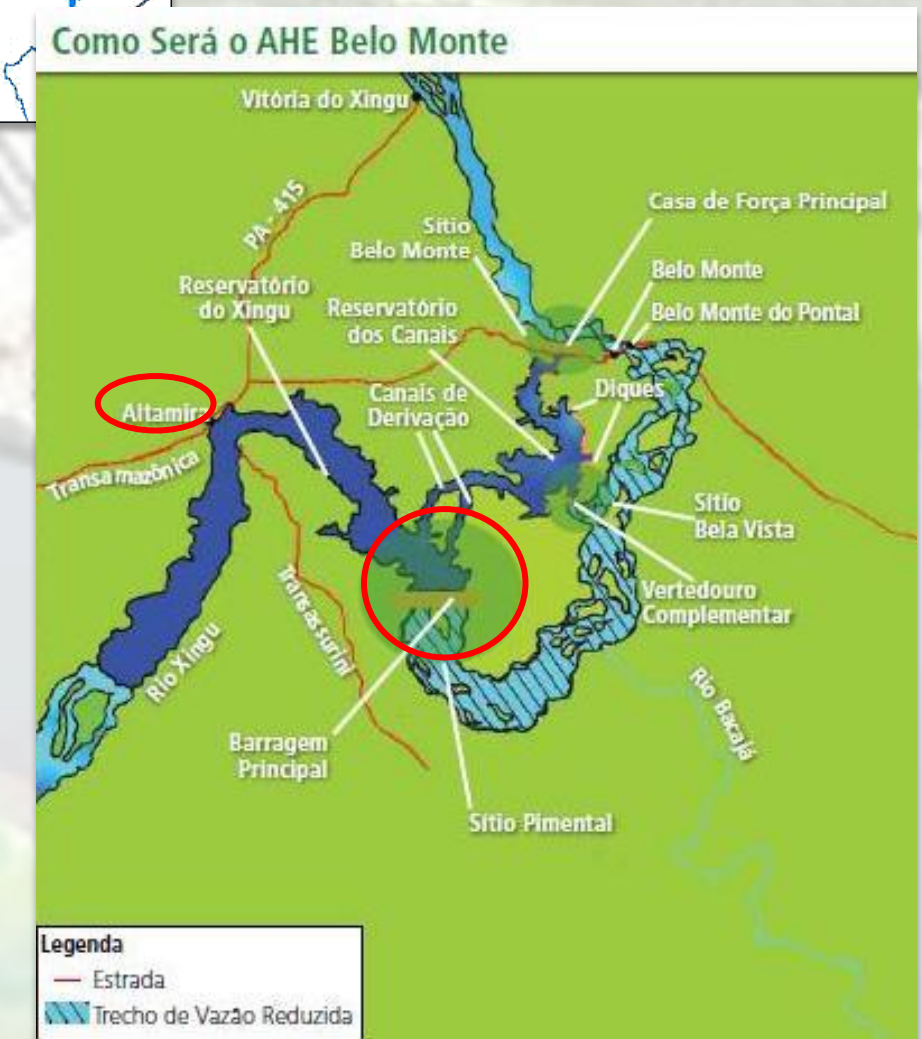 Como Será o AHE Belo Monte
Vitória do Xingu
PA - 415
Casa de Força Principal
Sítio
Belo Monte
Belo Monte
Reservatório
do Xingu
Reservatório
dos Canais
Belo Monte do Pontal
Canais de
Derivação
Diques
Altamira
Transamazônica
Sítio
Bela Vista
Transassurini
Vertedouro
Complementar
Rio Xingu
Rio Bacajá
Barragem
Principal
Sítio Pimental
Legenda
Estrada
Trecho de Vazão Reduzida